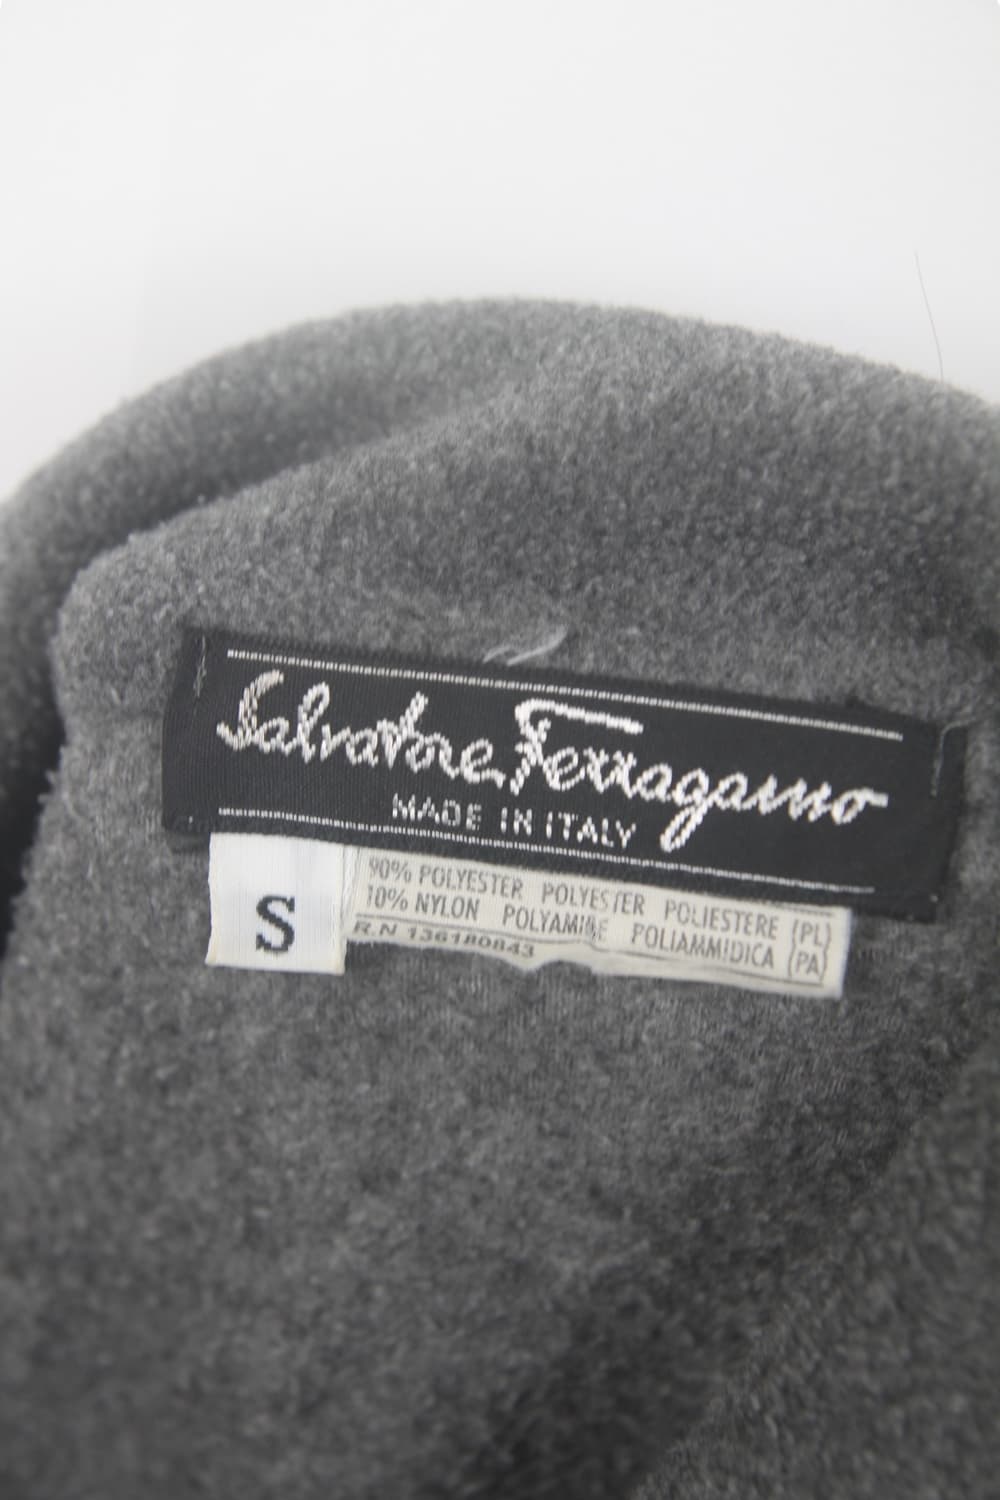 Salvatore Ferragamo
MADE IN ITALY
S
90% POLYESTER POLYESTER POLIESTERE (PL)
10% NYLON POLYAMIDE POLIAMMIDICA (PA)
R.N 136180843